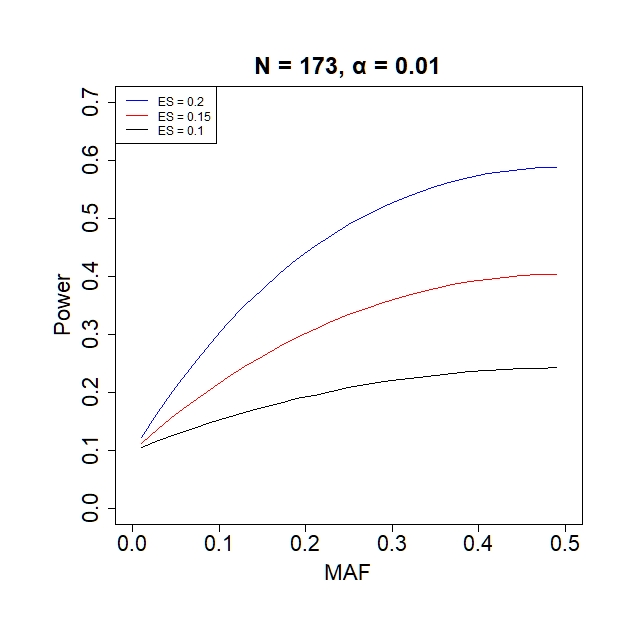 N = 173, α = 0.01
ES = 0.2
ES = 0.15
ES = 0.1
Power
0.7
0.6
0.5
0.4
0.3
0.2
0.1
0.0
0.0 0.1 0.2 0.3 0.4 0.5
MAF